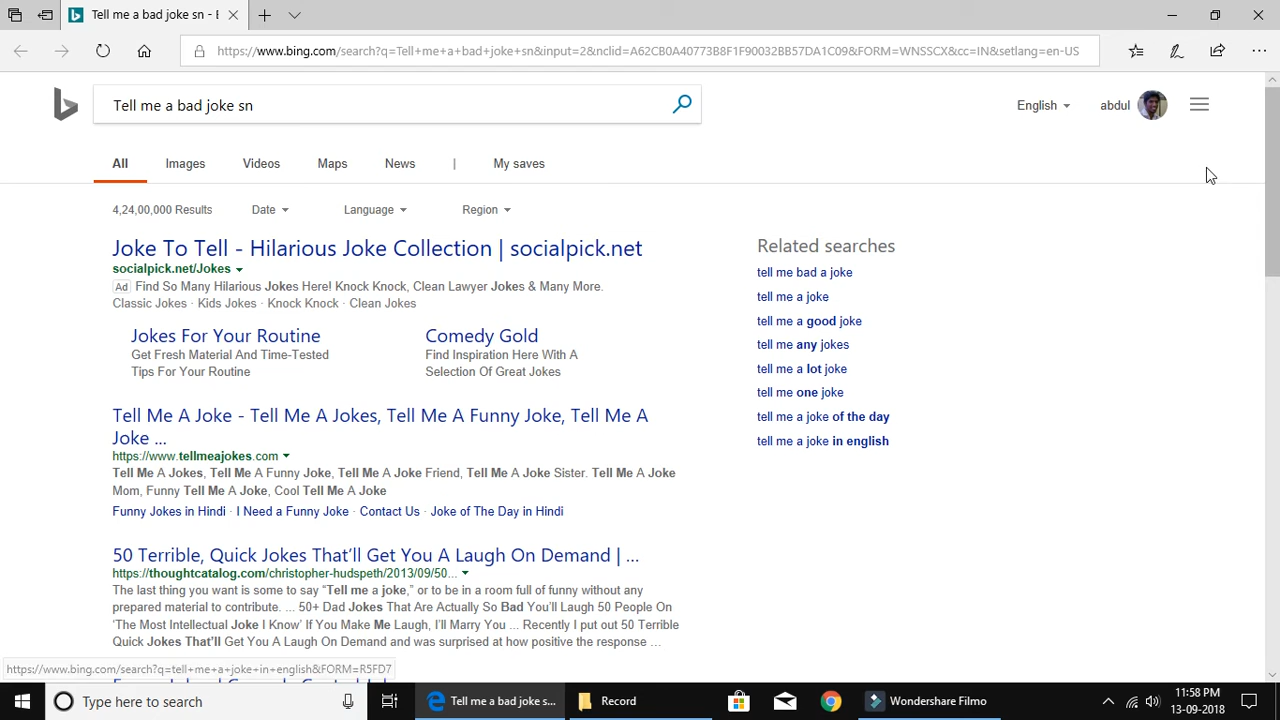 Tell me a bad joke sn - E
https://www.bing.com/search?q=Tell+me+a+bad+joke+sn&input=2&nclid=A62CB0A40773B8F1F90032BB57DA1C09&FORM=WNSSCX&cc=IN&setlang=en-US
Tell me a bad joke sn
English
abdul
All
Images
Videos
Maps
News
|
My saves
4,24,00,000 Results
Date
Language
Region
Joke To Tell - Hilarious Joke Collection | socialpick.net
socialpick.net/Jokes
Ad Find So Many Hilarious Jokes Here! Knock Knock, Clean Lawyer Jokes & Many More.
Classic Jokes · Kids Jokes · Knock Knock · Clean Jokes
Jokes For Your Routine
Get Fresh Material And Time-Tested
Tips For Your Routine
Comedy Gold
Find Inspiration Here With A
Selection Of Great Jokes
Tell Me A Joke - Tell Me A Jokes, Tell Me A Funny Joke, Tell Me A
Joke ...
https://www.tellmeajokes.com
Tell Me A Jokes, Tell Me A Funny Joke, Tell Me A Joke Friend, Tell Me A Joke Sister. Tell Me A Joke
Mom, Funny Tell Me A Joke, Cool Tell Me A Joke
Funny Jokes in Hindi · I Need a Funny Joke · Contact Us · Joke of The Day in Hindi
50 Terrible, Quick Jokes That'll Get You A Laugh On Demand | ...
https://thoughtcatalog.com/christopher-hudspeth/2013/09/50...
The last thing you want is some to say “Tell me a joke,” or to be in a room full of funny without any
prepared material to contribute. ... 50+ Dad Jokes That Are Actually So Bad You'll Laugh 50 People On
'The Most Intellectual Joke I Know' If You Make Me Laugh, I'll Marry You ... Recently I put out 50 Terrible
Quick Jokes That'll Get You A Laugh On Demand and was surprised at how positive the response ...
Related searches
tell me bad a joke
tell me a joke
tell me a good joke
tell me any jokes
tell me a lot joke
tell me one joke
tell me a joke of the day
tell me a joke in english
https://www.bing.com/search?q=tell+me+a+joke+in+english&FORM=R5FD7
Type here to search
Tell me a bad joke s...
Record
Wondershare Filmo
11:58 PM
13-09-2018